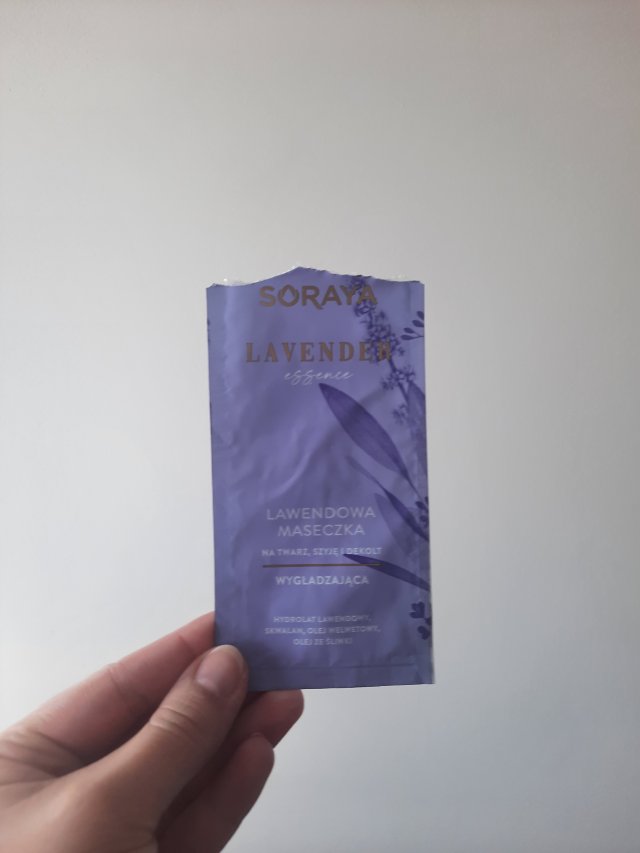 SORAYA
LAVENDER
essence
LAWENDOWA
MASECZKA
NA TWARZ, SZYJĘ I DEKOLT
WYGŁADZAJĄCA
HYDROLAT LAWENDOWY,
SKWALAN, OLEJ WELWETOWY,
OLEJ ZE ŚLIWKI